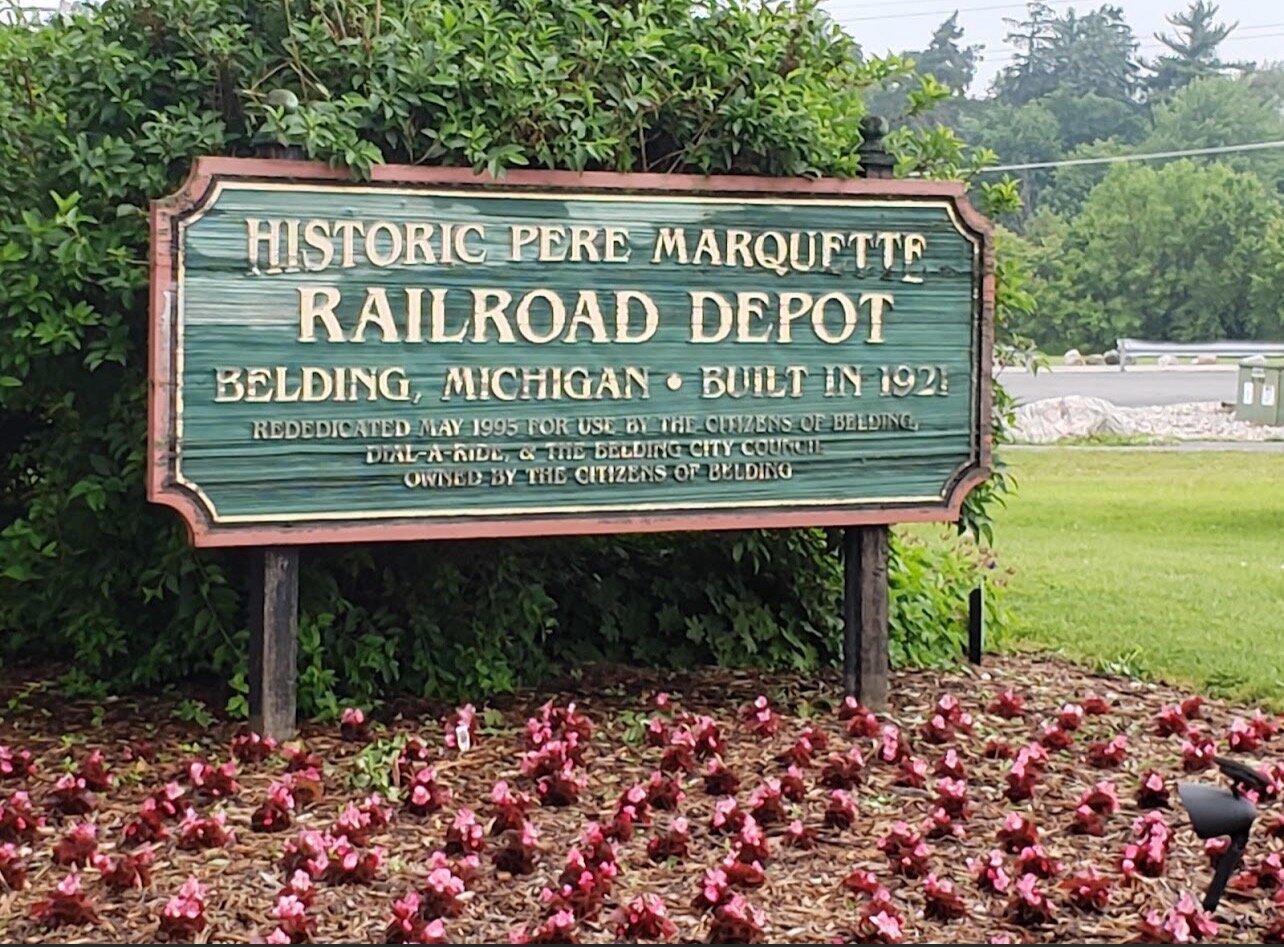 HISTORIC PERE MARQUETTE
RAILROAD DEPOT
BELDING, MICHIGAN • BUILT IN 1921
REDEDICATED MAY 1995 FOR USE BY THE CITIZENS OF BELDING,
DIAL-A-RIDE, & THE BELDING CITY COUNCIL
OWNED BY THE CITIZENS OF BELDING